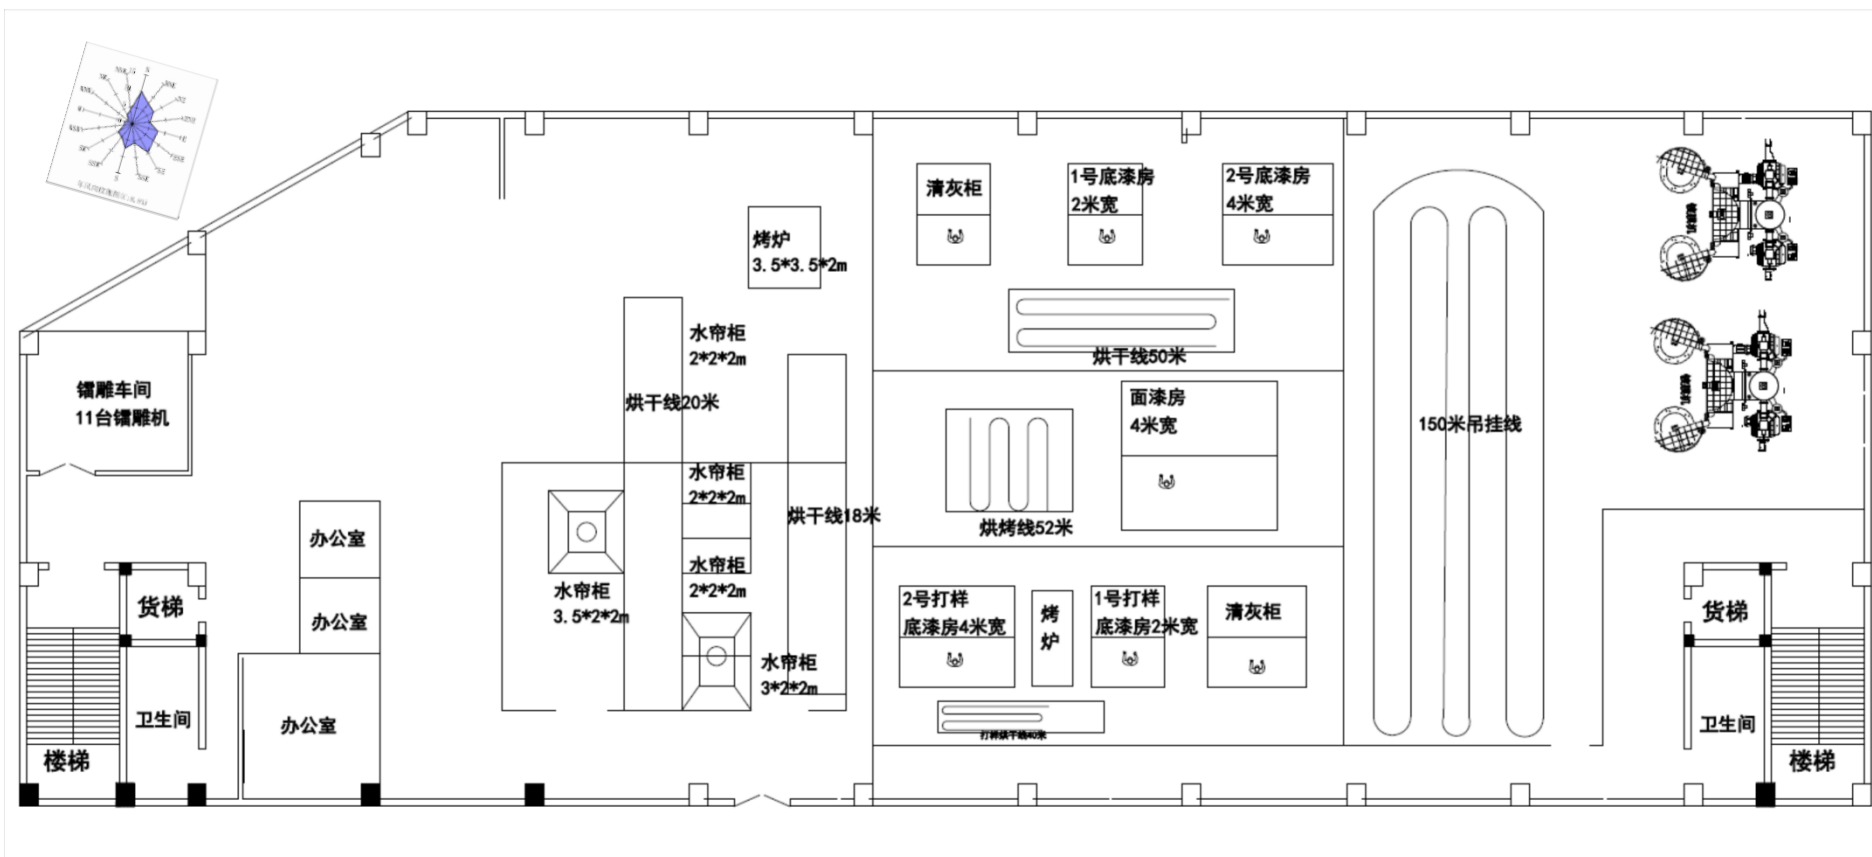 清灰柜
1号底漆房
2米宽
2号底漆房
4米宽
烤炉
3.5*3.5*2m
水帘柜
2*2*2m
烘干线50米
镭雕车间
11台镭雕机
烘干线20米
面漆房
4米宽
150米吊挂线
水帘柜
2*2*2m
烘干线18米
烘烤线52米
办公室
水帘柜
2*2*2m
水帘柜
3.5*2*2m
2号打样
底漆房4米宽
烤
炉
1号打样
底漆房2米宽
清灰柜
货梯
办公室
货梯
水帘柜
3*2*2m
卫生间
办公室
打样烘干线40米
卫生间
楼梯
楼梯